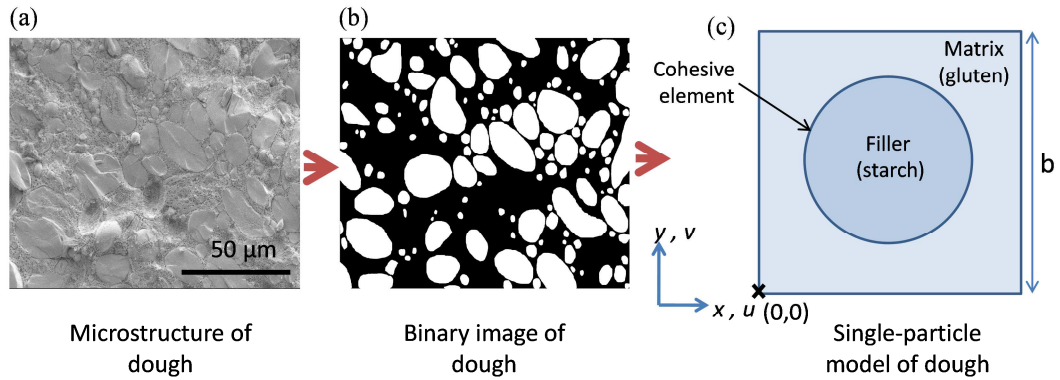 (a)
50 µm
Microstructure of
dough
(b)
Binary image of
dough
(c)
Matrix
(gluten)
Cohesive
element
Filler
(starch)
b
y , v
x , u (0,0)
Single-particle
model of dough